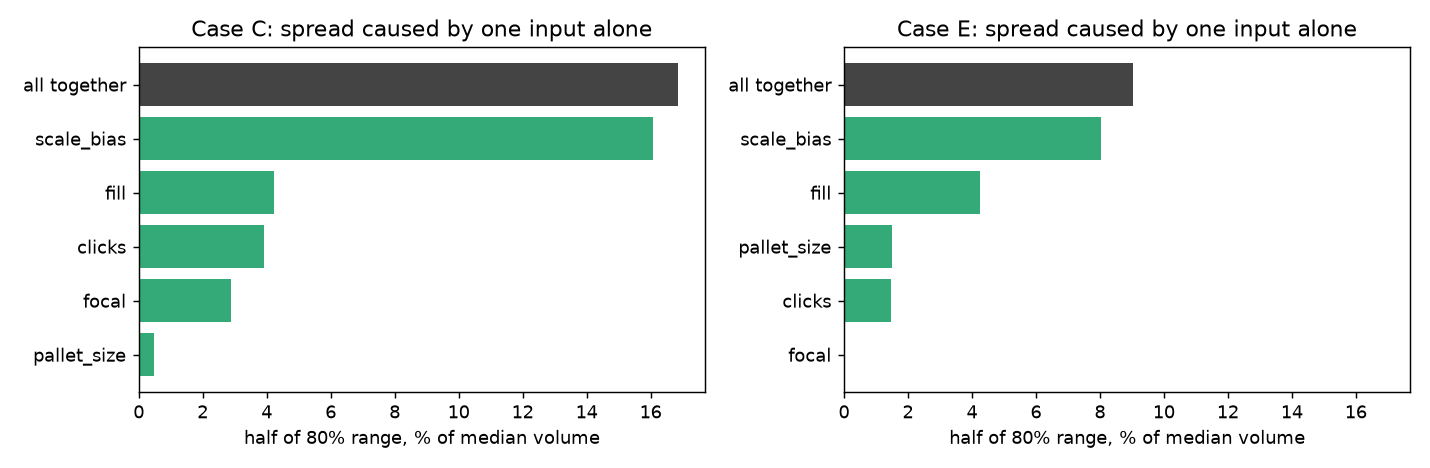 Case C: spread caused by one input alone
all together
scale_bias
fill
clicks
focal
pallet_size
0 2 4 6 8 10 12 14 16
half of 80% range, % of median volume
Case E: spread caused by one input alone
all together
scale_bias
fill
pallet_size
clicks
focal
0 2 4 6 8 10 12 14 16
half of 80% range, % of median volume